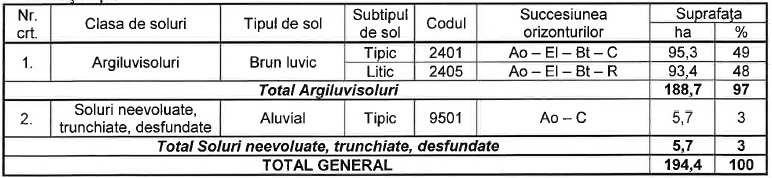 Nr. crt. | Clasa de soluri | Tipul de sol | Subtipul de sol | Codul | Succesiunea orizonturilor | Suprafaţa ha | %
1. | Argiluvisoluri | Brun luvic | Tipic | 2401 | Ao – El – Bt – C | 95,3 | 49
Litic | 2405 | Ao – El – Bt – R | 93,4 | 48
Total Argiluvisoluri | 188,7 | 97
2. | Soluri neevoluate, trunchiate, desfundate | Aluvial | Tipic | 9501 | Ao – C | 5,7 | 3
Total Soluri neevoluate, trunchiate, desfundate | 5,7 | 3
TOTAL GENERAL | 194,4 | 100